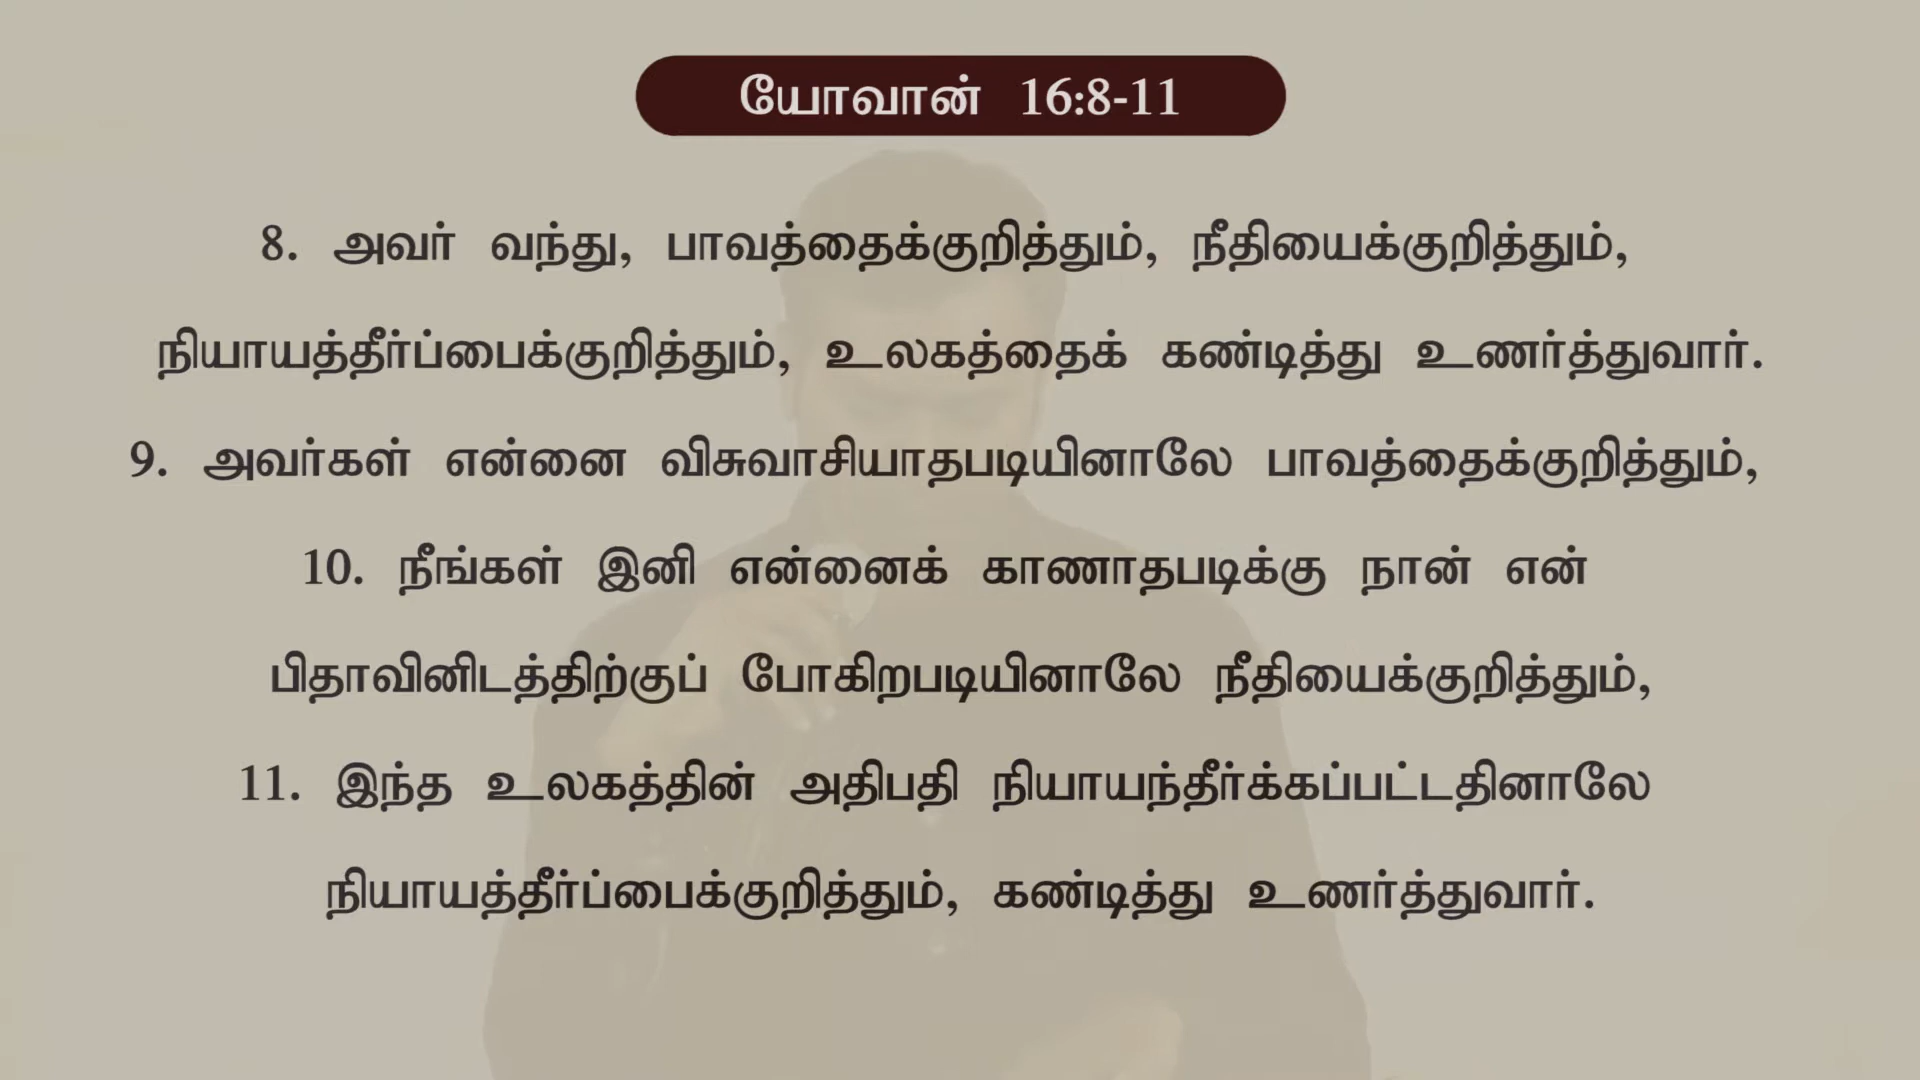 யோவான் 16:8-11
8. அவர் வந்து, பாவத்தைக்குறித்தும், நீதியைக்குறித்தும்,
நியாயத்தீர்ப்பைக்குறித்தும், உலகத்தைக் கண்டித்து உணர்த்துவார்.
9. அவர்கள் என்னை விசுவாசியாதபடியினாலே பாவத்தைக்குறித்தும்,
10. நீங்கள் இனி என்னைக் காணாதபடிக்கு நான் என்
பிதாவினிடத்திற்குப் போகிறபடியினாலே நீதியைக்குறித்தும்,
11. இந்த உலகத்தின் அதிபதி நியாயந்தீர்க்கப்பட்டதினாலே
நியாயத்தீர்ப்பைக்குறித்தும், கண்டித்து உணர்த்துவார்.